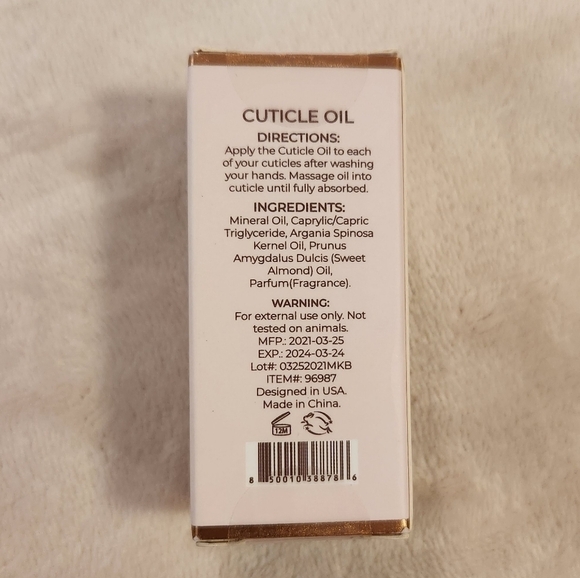 CUTICLE OIL
DIRECTIONS:
Apply the Cuticle Oil to each
of your cuticles after washing
your hands. Massage oil into
cuticle until fully absorbed.
INGREDIENTS:
Mineral Oil, Caprylic/Capric
Triglyceride, Argania Spinosa
Kernel Oil, Prunus
Amygdalus Dulcis (Sweet
Almond) Oil,
Parfum(Fragrance).
WARNING:
For external use only. Not
tested on animals.
MFP.: 2021-03-25
EXP.: 2024-03-24
Lot#: 03252021MKB
ITEM#: 96987
Designed in USA.
Made in China.
12M
8 50010 38878 6